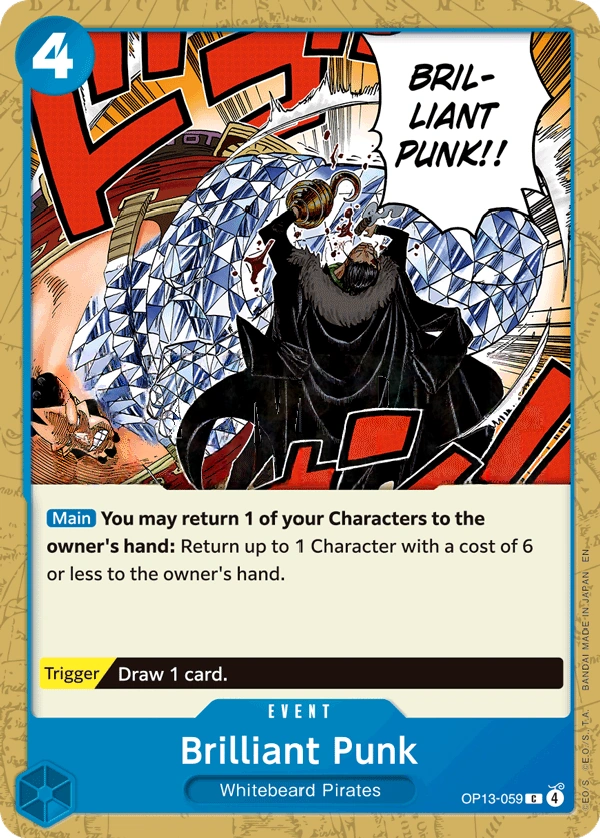 4
BRIL-
LIANT
PUNK!!
Main You may return 1 of your Characters to the
owner's hand: Return up to 1 Character with a cost of 6
or less to the owner's hand.
Trigger Draw 1 card.
EVENT
Brilliant Punk
Whitebeard Pirates
OP13-059 C 4
©E.O./S. ©E.O./S.,T.A. BANDAI MADE IN JAPAN EN